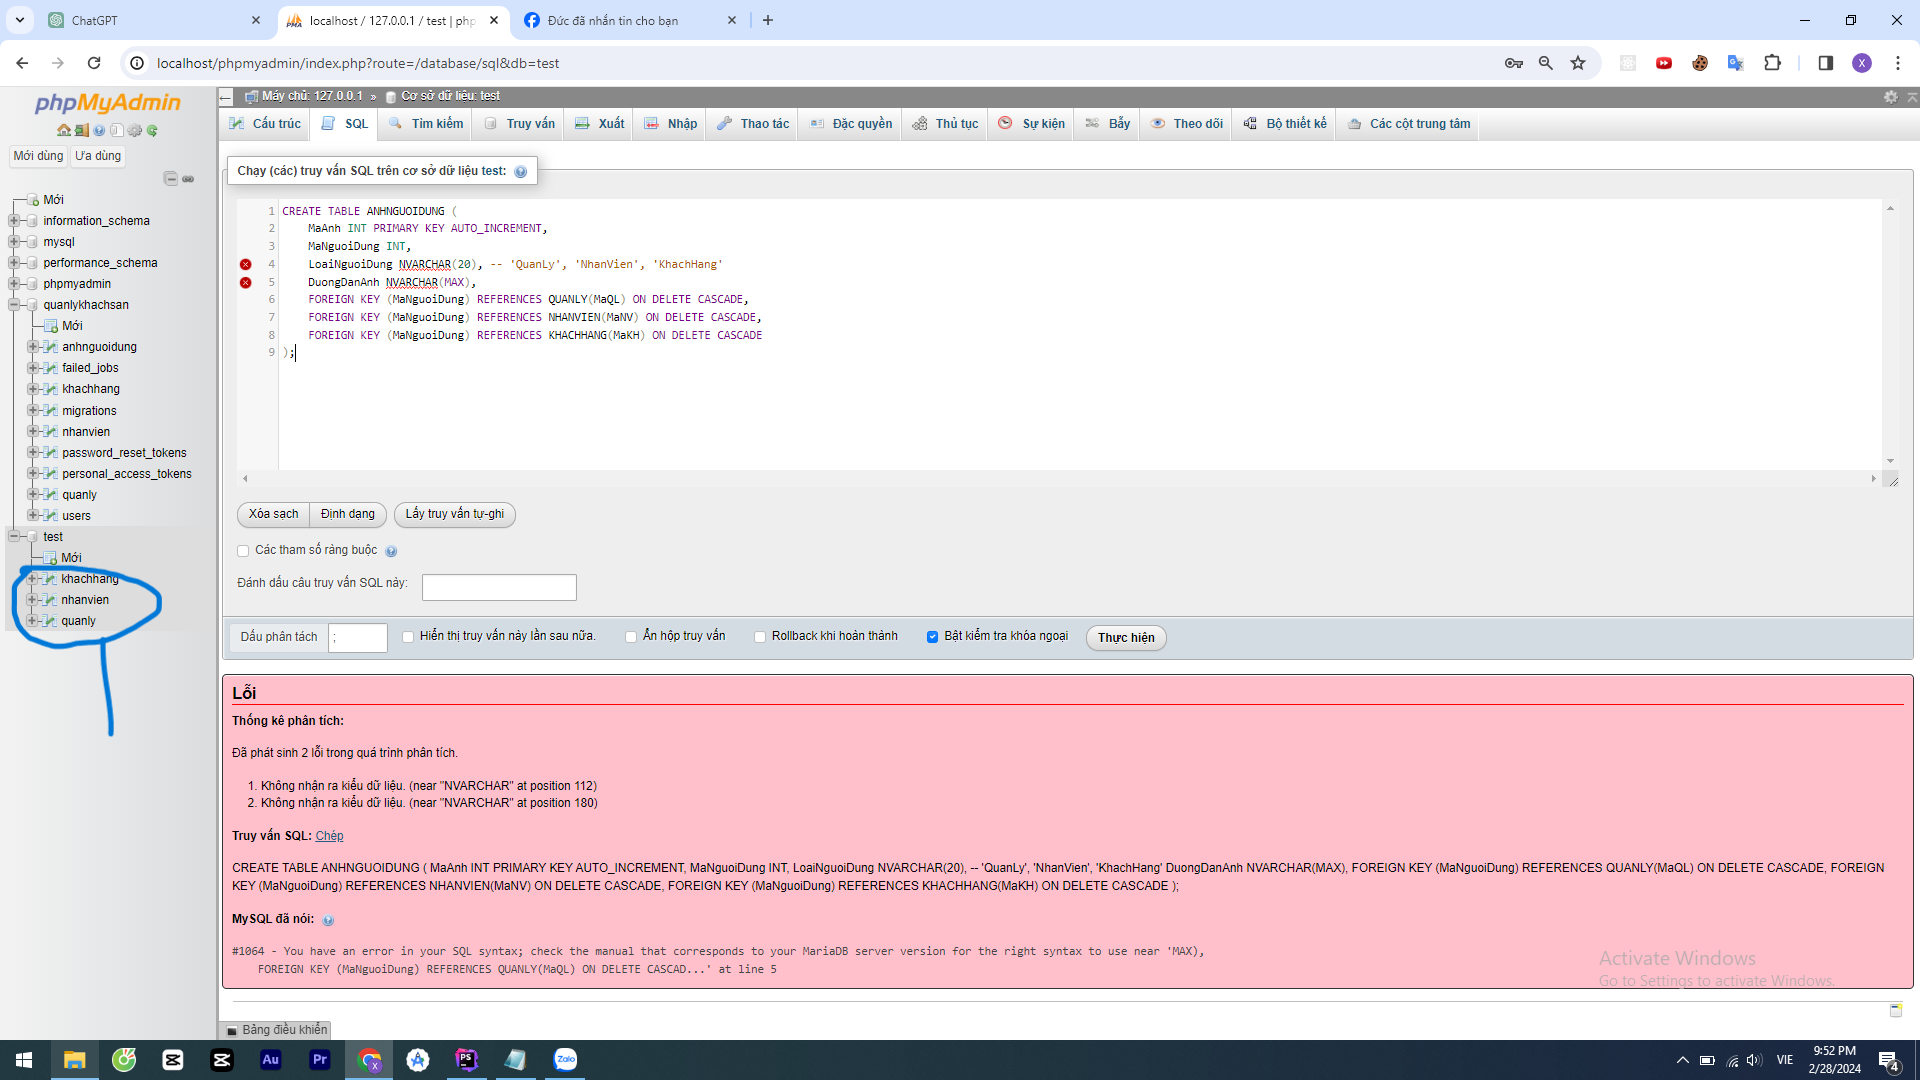 ChatGPT
localhost / 127.0.0.1 / test | php
Đức đã nhắn tin cho bạn
localhost/phpmyadmin/index.php?route=/database/sql&db=test
X
phpMyAdmin
Mới dùng
Ưa dùng
Mới
information_schema
mysql
performance_schema
phpmyadmin
quanlykhachsan
Mới
anhnguoidung
failed_jobs
khachhang
migrations
nhanvien
password_reset_tokens
personal_access_tokens
quanly
users
test
Mới
khachhang
nhanvien
quanly
Máy chủ: 127.0.0.1 » Cơ sở dữ liệu: test
Cấu trúc
SQL
Tìm kiếm
Truy vấn
Xuất
Nhập
Thao tác
Đặc quyền
Thủ tục
Sự kiện
Bẫy
Theo dõi
Bộ thiết kế
Các cột trung tâm
Chạy (các) truy vấn SQL trên cơ sở dữ liệu test:
1 CREATE TABLE ANHNGUOIDUNG (
2 MaAnh INT PRIMARY KEY AUTO_INCREMENT,
3 MaNguoiDung INT,
4 LoaiNguoiDung NVARCHAR(20), -- 'QuanLy', 'NhanVien', 'KhachHang'
5 DuongDanAnh NVARCHAR(MAX),
6 FOREIGN KEY (MaNguoiDung) REFERENCES QUANLY(MaQL) ON DELETE CASCADE,
7 FOREIGN KEY (MaNguoiDung) REFERENCES NHANVIEN(MaNV) ON DELETE CASCADE,
8 FOREIGN KEY (MaNguoiDung) REFERENCES KHACHHANG(MaKH) ON DELETE CASCADE
9 );
Xóa sạch
Định dạng
Lấy truy vấn tự-ghi
Các tham số ràng buộc
Đánh dấu câu truy vấn SQL này:
Dấu phân tách
;
Hiển thị truy vấn này lần sau nữa.
Ẩn hộp truy vấn
Rollback khi hoàn thành
Bật kiểm tra khóa ngoại
Thực hiện
Lỗi
Thống kê phân tích:
Đã phát sinh 2 lỗi trong quá trình phân tích.
1. Không nhận ra kiểu dữ liệu. (near "NVARCHAR" at position 112)
2. Không nhận ra kiểu dữ liệu. (near "NVARCHAR" at position 180)
Truy vấn SQL: Chép
CREATE TABLE ANHNGUOIDUNG ( MaAnh INT PRIMARY KEY AUTO_INCREMENT, MaNguoiDung INT, LoaiNguoiDung NVARCHAR(20), -- 'QuanLy', 'NhanVien', 'KhachHang' DuongDanAnh NVARCHAR(MAX), FOREIGN KEY (MaNguoiDung) REFERENCES QUANLY(MaQL) ON DELETE CASCADE, FOREIGN
KEY (MaNguoiDung) REFERENCES NHANVIEN(MaNV) ON DELETE CASCADE, FOREIGN KEY (MaNguoiDung) REFERENCES KHACHHANG(MaKH) ON DELETE CASCADE );
MySQL đã nói:
#1064 - You have an error in your SQL syntax; check the manual that corresponds to your MariaDB server version for the right syntax to use near 'MAX),
FOREIGN KEY (MaNguoiDung) REFERENCES QUANLY(MaQL) ON DELETE CASCAD...' at line 5
Activate Windows
Go to Settings to activate Windows.
Bảng điều khiển
Au
Pr
X
PS
Zalo
VIE
9:52 PM
2/28/2024
4